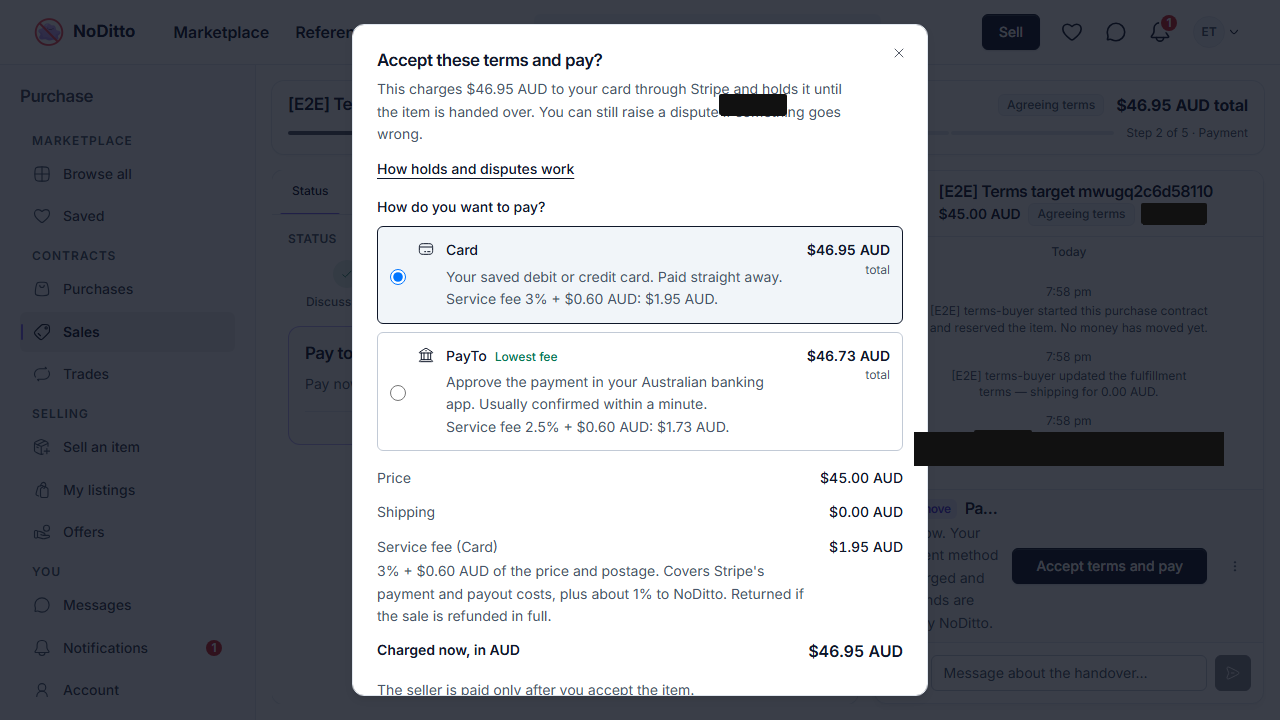 NoDitto
Marketplace
Sell
1
ET
Purchase
MARKETPLACE
Browse all
Saved
CONTRACTS
Purchases
Sales
Trades
SELLING
Sell an item
My listings
Offers
YOU
Messages
Notifications
1
Account
Agreeing terms
$46.95 AUD total
Step 2 of 5 · Payment
Status
STATUS
Accept these terms and pay?
This charges $46.95 AUD to your card through Stripe and holds it until
the item is handed over. You can still raise a dispute goes
wrong.
How holds and disputes work
How do you want to pay?
Card
$46.95 AUD
total
Your saved debit or credit card. Paid straight away.
Service fee 3% + $0.60 AUD: $1.95 AUD.
PayTo
Lowest fee
$46.73 AUD
total
Approve the payment in your Australian banking
app. Usually confirmed within a minute.
Service fee 2.5% + $0.60 AUD: $1.73 AUD.
Price
$45.00 AUD
Shipping
$0.00 AUD
Service fee (Card)
$1.95 AUD
3% + $0.60 AUD of the price and postage. Covers Stripe's
payment and payout costs, plus about 1% to NoDitto. Returned if
the sale is refunded in full.
Charged now, in AUD
$46.95 AUD
The seller is paid only after you accept the item.
[E2E] Terms target mwugq2c6d58110
$45.00 AUD
Agreeing terms
Today
7:58 pm
[E2E] terms-buyer started this purchase contract
and reserved the item. No money has moved yet.
7:58 pm
[E2E] terms-buyer updated the fulfillment
terms — shipping for 0.00 AUD.
7:58 pm
Pa...
Your
method
and
are
NoDitto.
Accept terms and pay
Message about the handover...